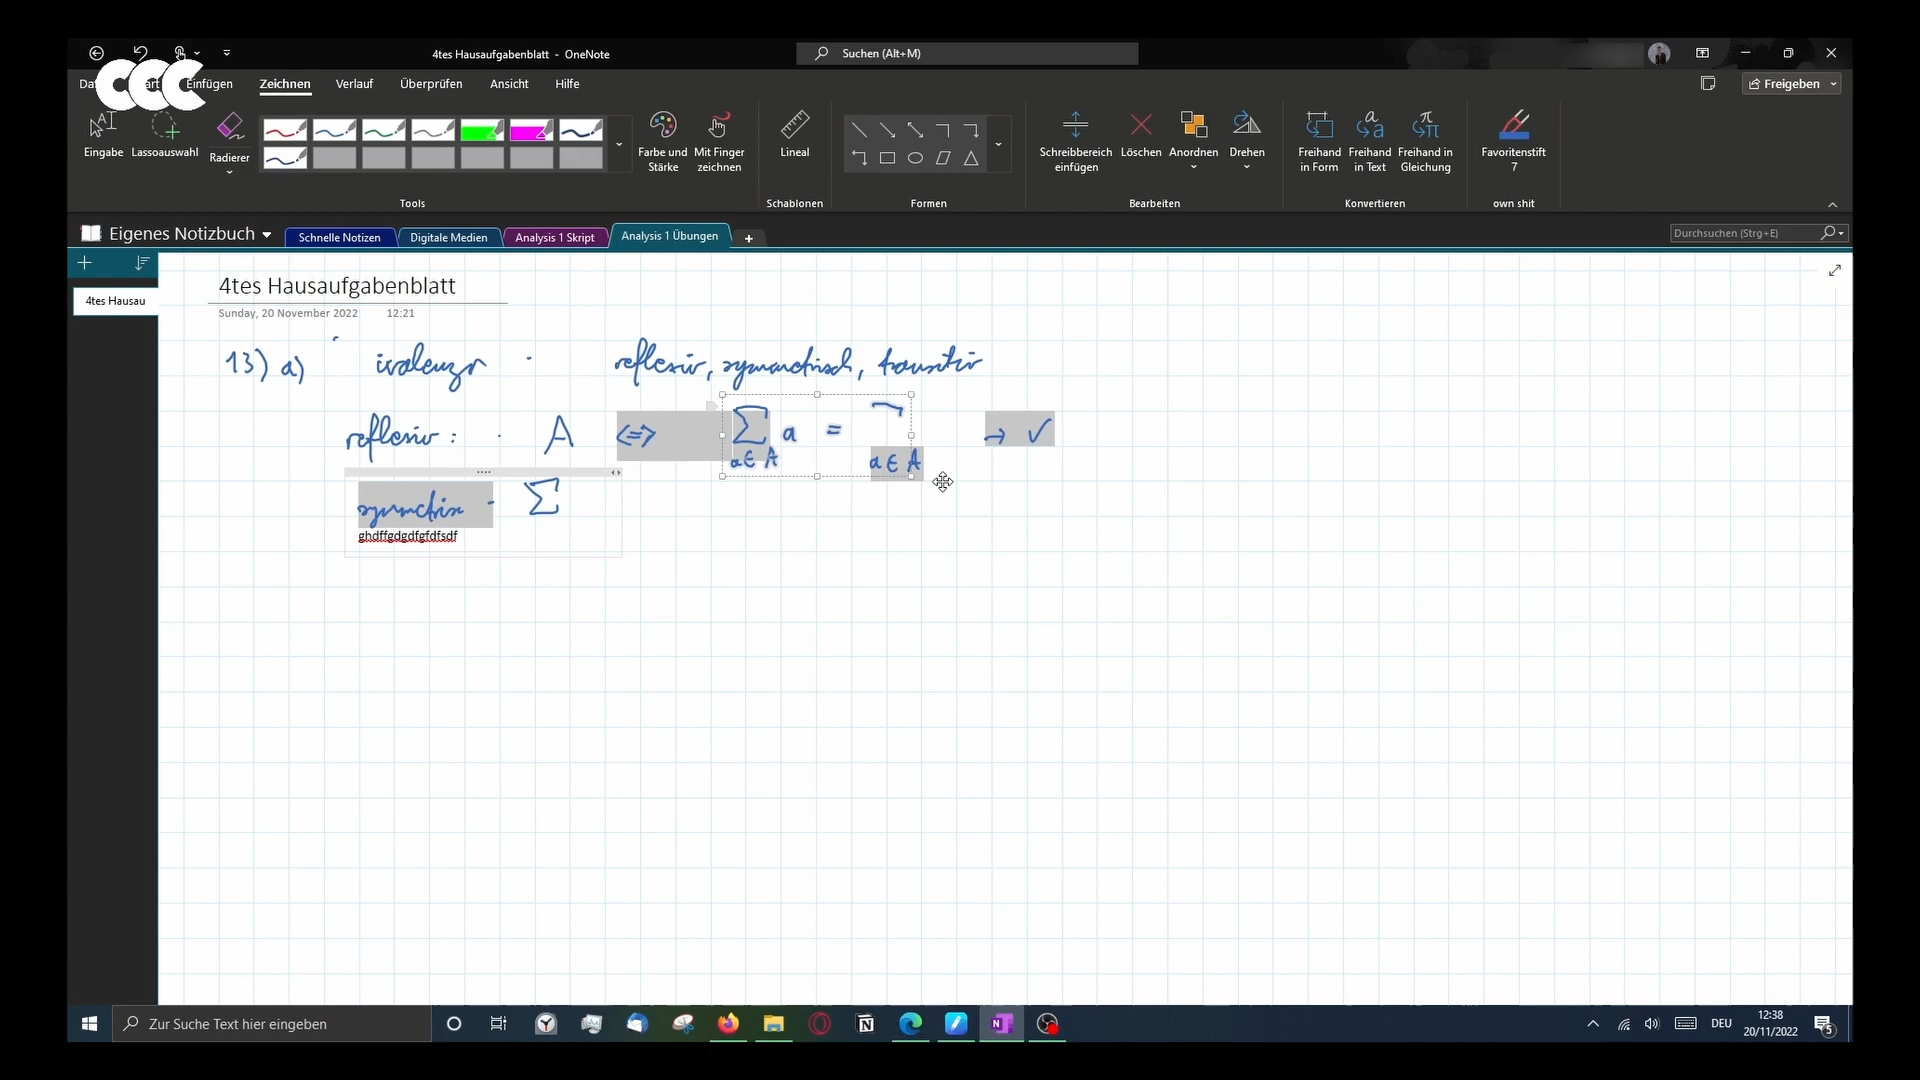 4tes Hausaufgabenblatt - OneNote
Suchen (Alt+M)
CCC
Einfügen Zeichnen Verlauf Überprüfen Ansicht Hilfe
Freigeben
Eingabe Lassoauswahl Radierer
Farbe und Stärke
Mit Finger zeichnen
Lineal
Schreibbereich einfügen
Löschen Anordnen Drehen
Freihand in Form
Freihand in Text
Freihand in Gleichung
Favoritenstift 7
Tools Schablonen Formen Bearbeiten Konvertieren own shit
Eigenes Notizbuch
Schnelle Notizen Digitale Medien Analysis 1 Skript Analysis 1 Übungen +
Durchsuchen (Strg+E)
4tes Hausau
4tes Hausaufgabenblatt
Sunday, 20 November 2022 12:21
13) a) reflexiv, symmetrisch, transitiv
reflexiv : A <=> ∑ a = → ✓
a ∈ A a ∈ A
∑
ghdffgdgdfgfdfsdf
Zur Suche Text hier eingeben
DEU
12:38
20/11/2022
5